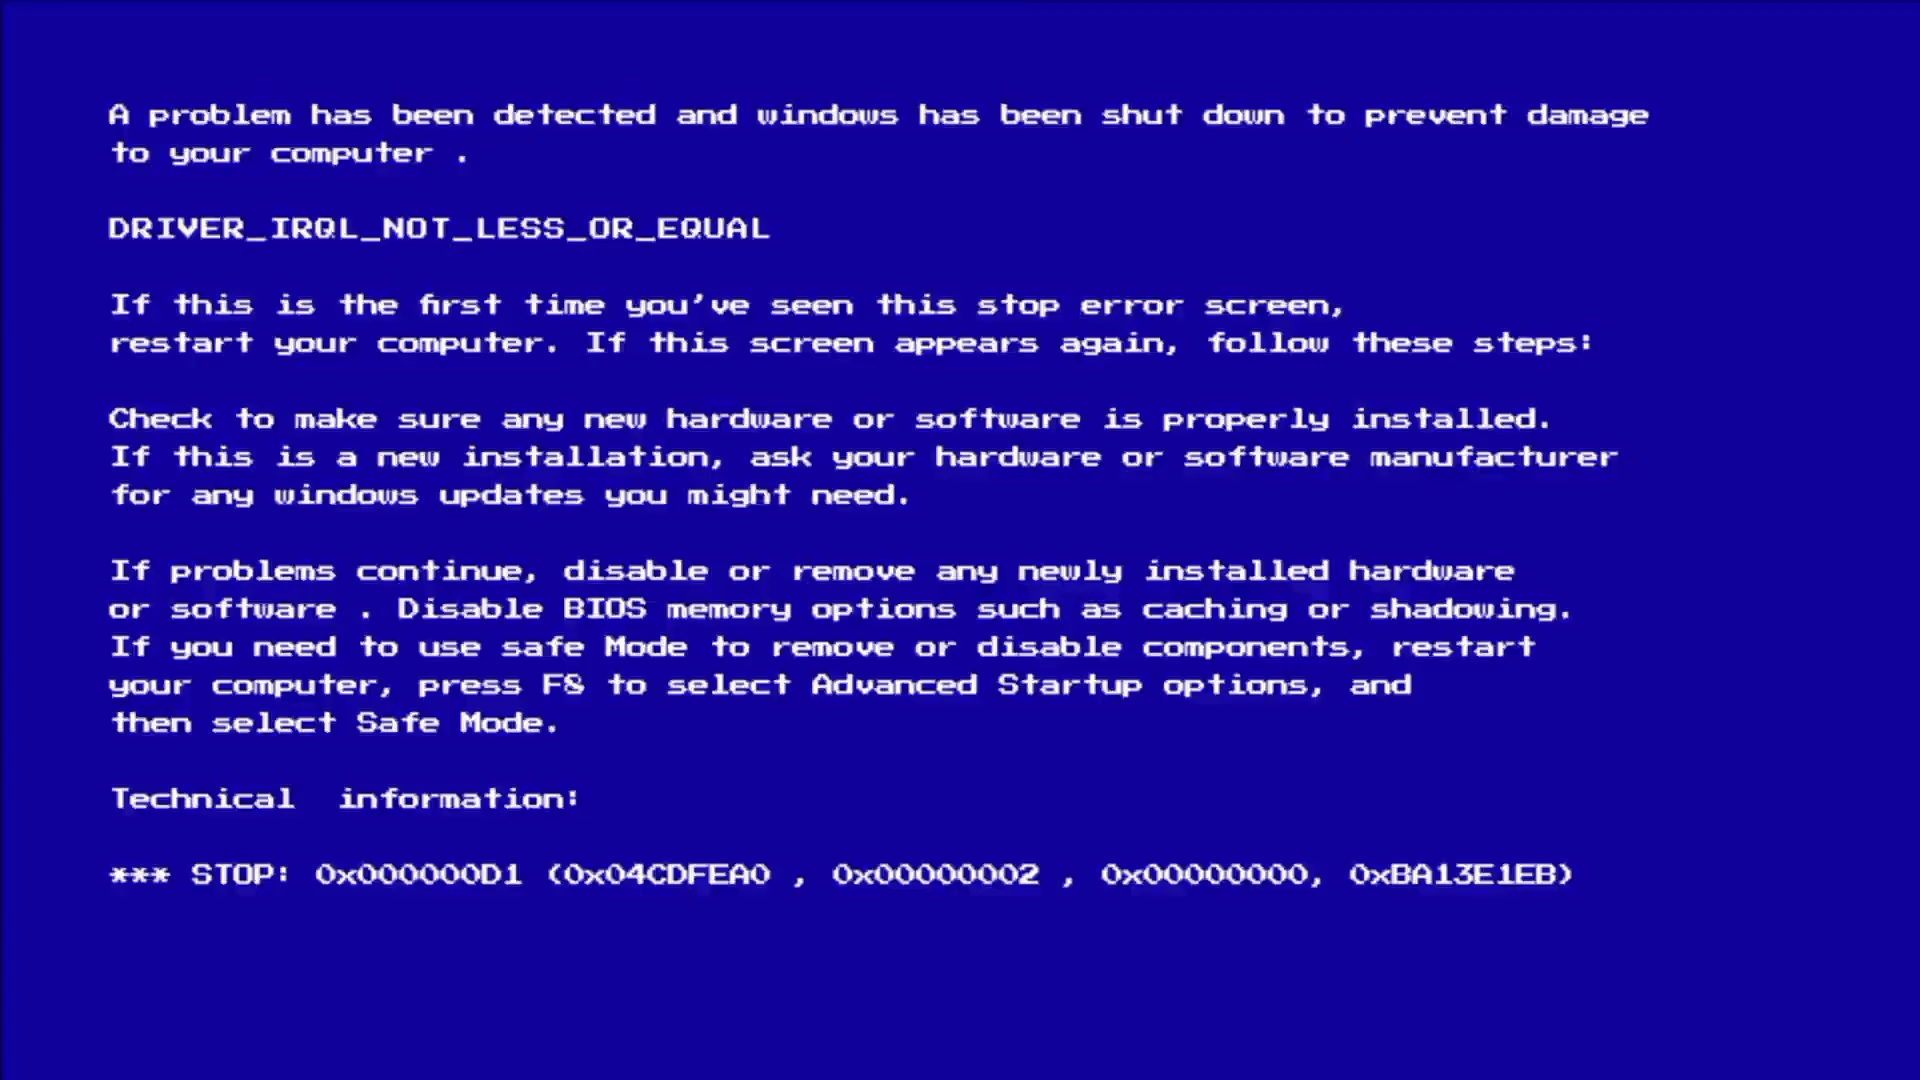 A problem has been detected and windows has been shut down to prevent damage
to your computer .
DRIVER_IRQL_NOT_LESS_OR_EQUAL
If this is the first time you've seen this stop error screen,
restart your computer. If this screen appears again, follow these steps:
Check to make sure any new hardware or software is properly installed.
If this is a new installation, ask your hardware or software manufacturer
for any windows updates you might need.
If problems continue, disable or remove any newly installed hardware
or software . Disable BIOS memory options such as caching or shadowing.
If you need to use safe Mode to remove or disable components, restart
your computer, press F& to select Advanced Startup options, and
then select Safe Mode.
Technical  information:
*** STOP: 0x000000D1 (0x04CDFEA0 , 0x00000002 , 0x00000000, 0xBA13E1EB)